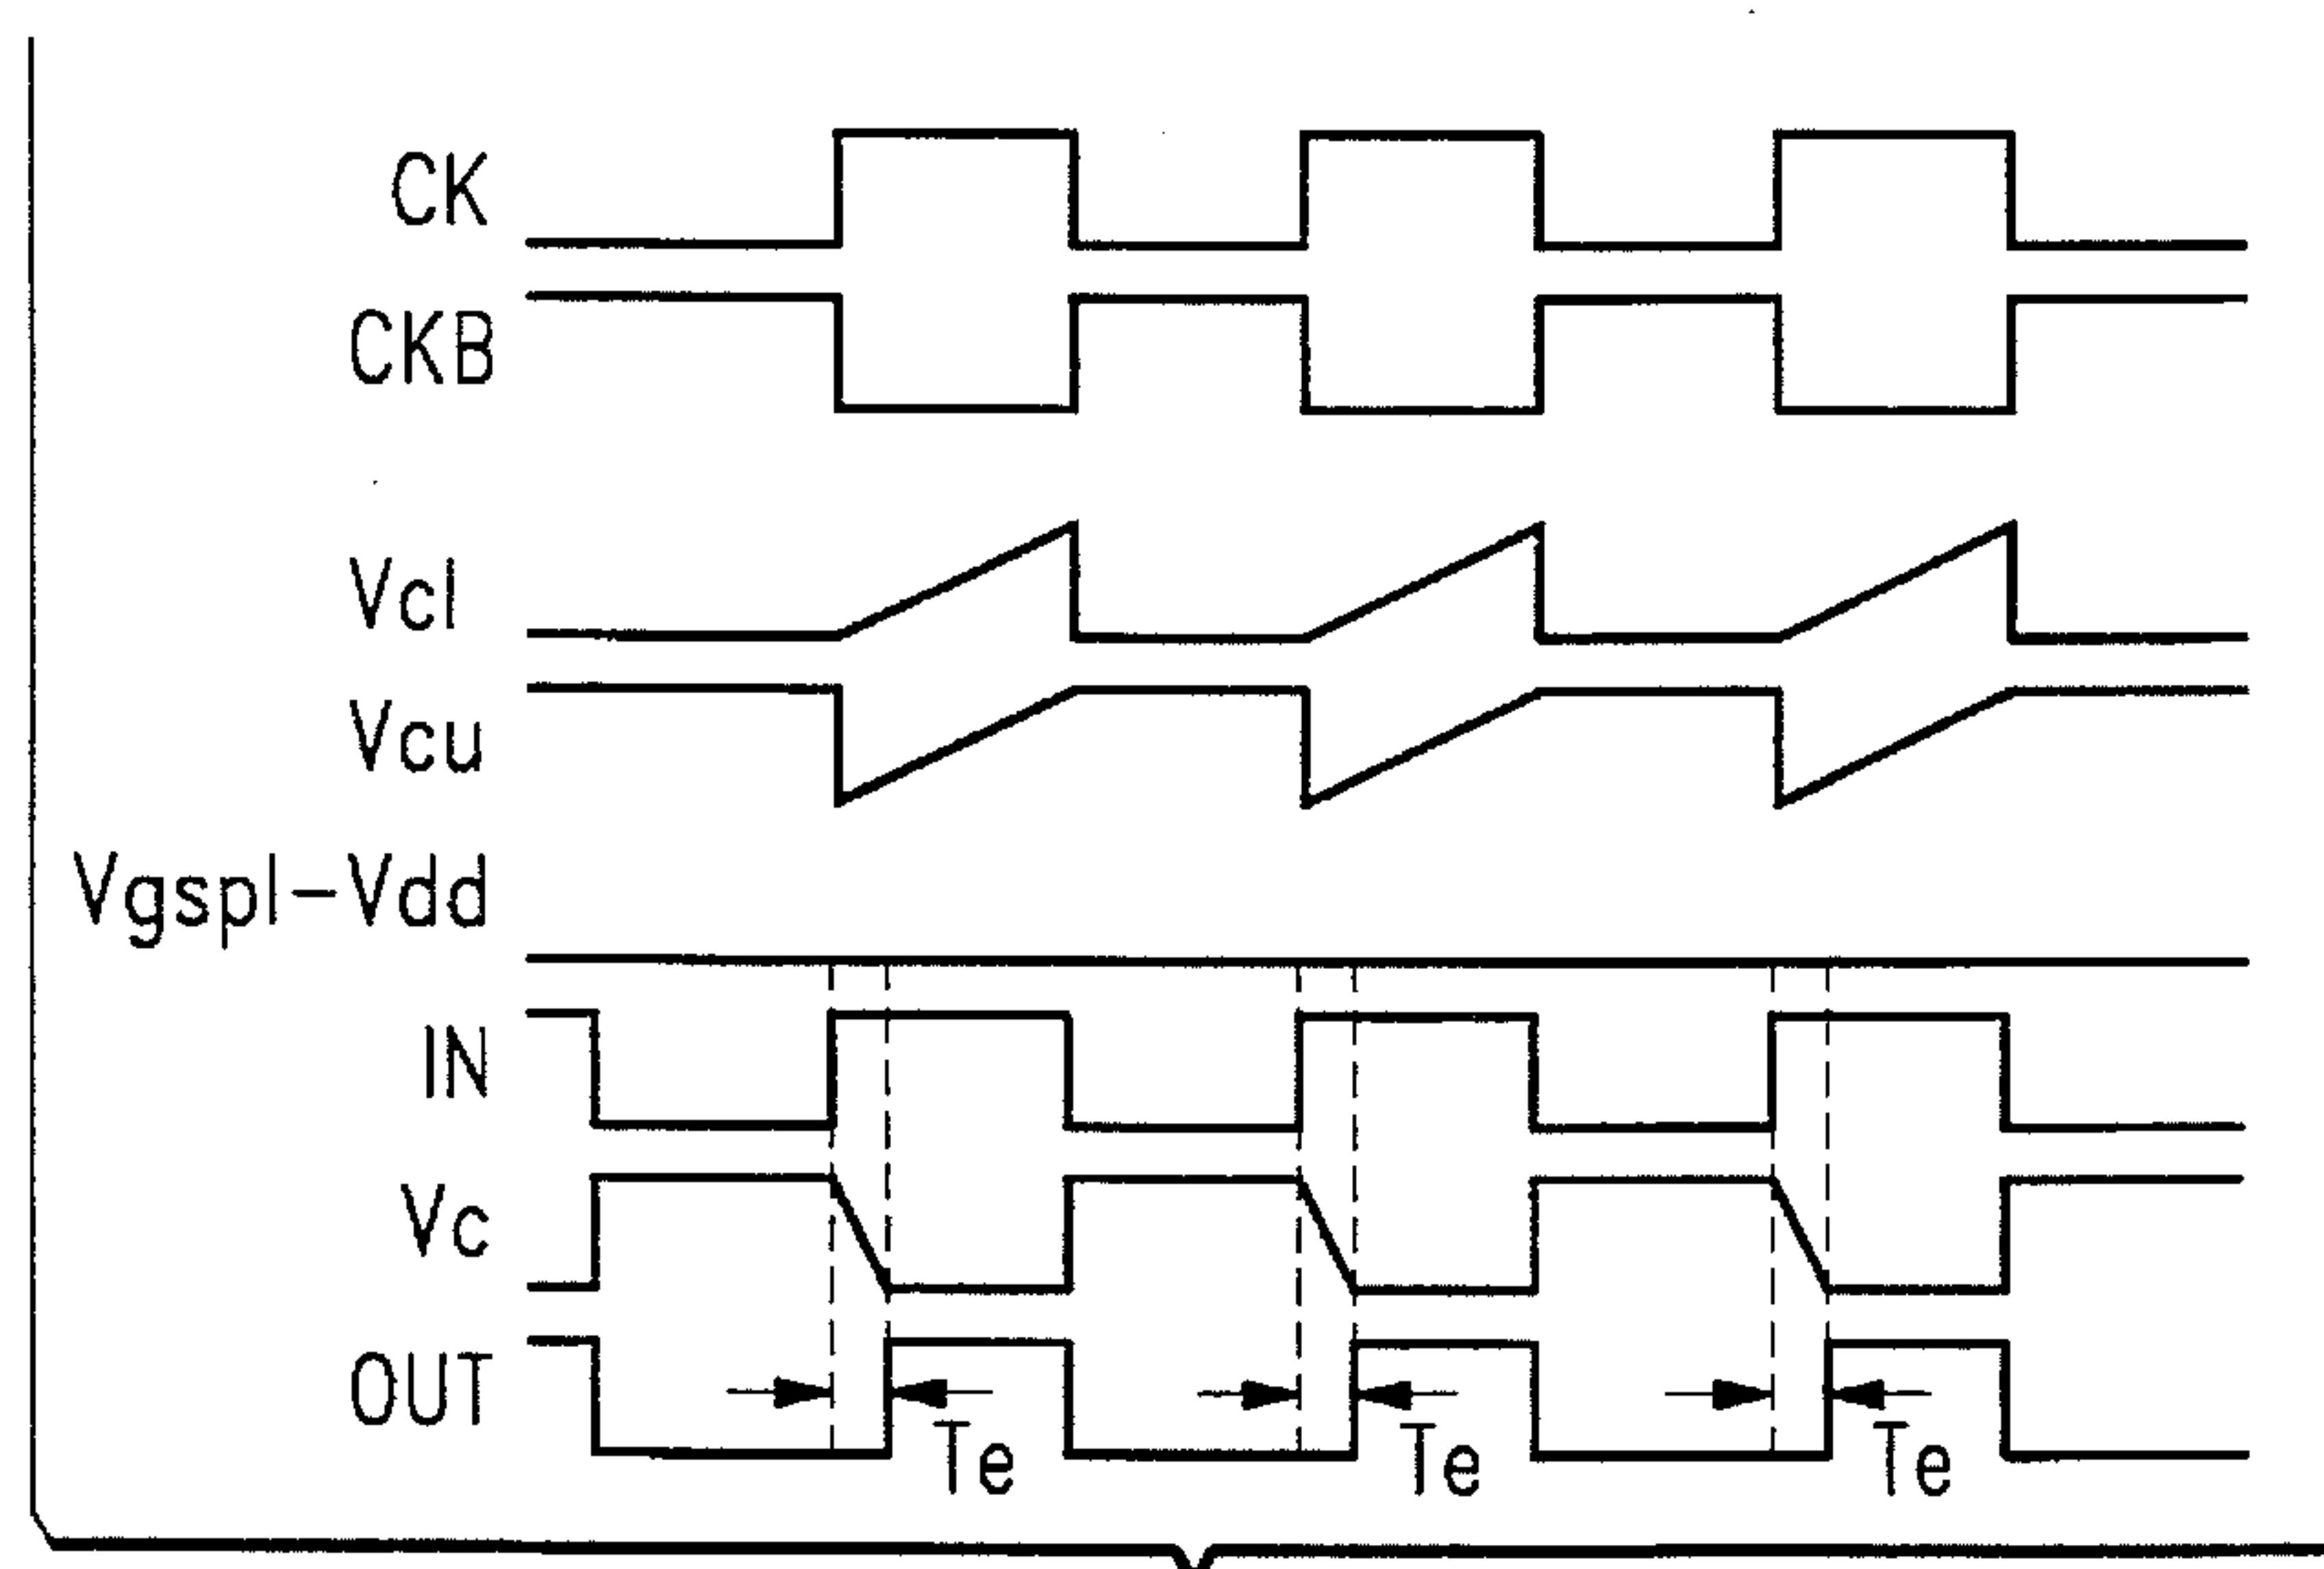 CK
CKB
Vcl
Vcu
Vgspl-Vdd
IN
Vc
OUT
Te Te Te